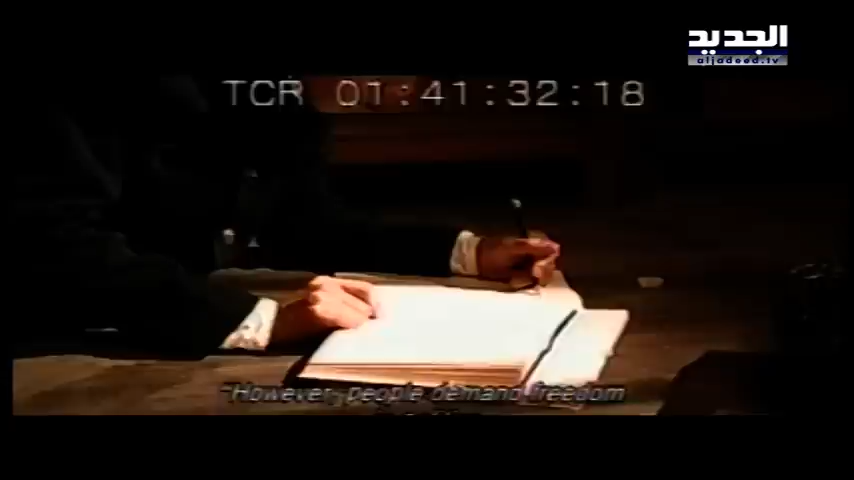 الجديد
aljadeed.tv
TCR 01:41:32:18
"However, people demand freedom